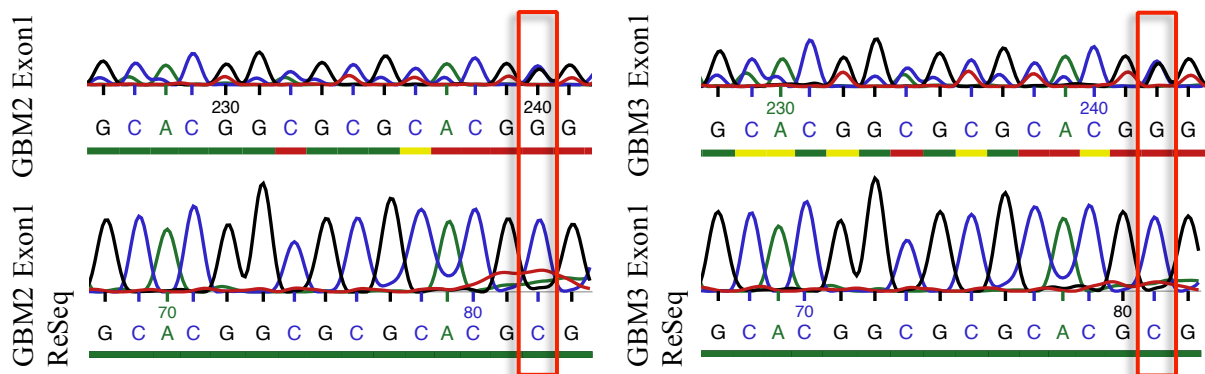 GBM2 Exon1
230 240
G C A C G G C G C G C A C G G G
GBM2 Exon1
ReSeq
70 80
G C A C G G C G C G C A C G C G
GBM3 Exon1
230 240
G C A C G G C G C G C A C G G G
GBM3 Exon1
ReSeq
70 80
G C A C G G C G C G C A C G C G